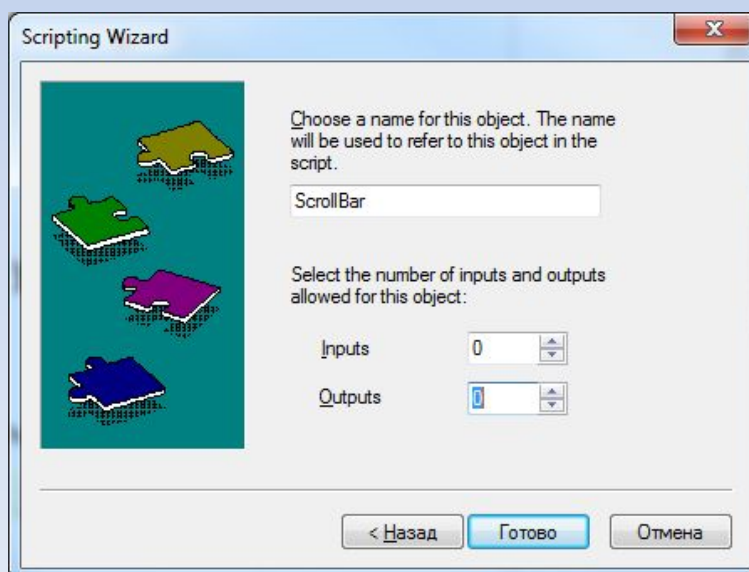 Scripting Wizard
Choose a name for this object. The name
will be used to refer to this object in the
script.
ScrollBar
Select the number of inputs and outputs
allowed for this object:
Inputs 0
Outputs 0
< Назад Готово Отмена